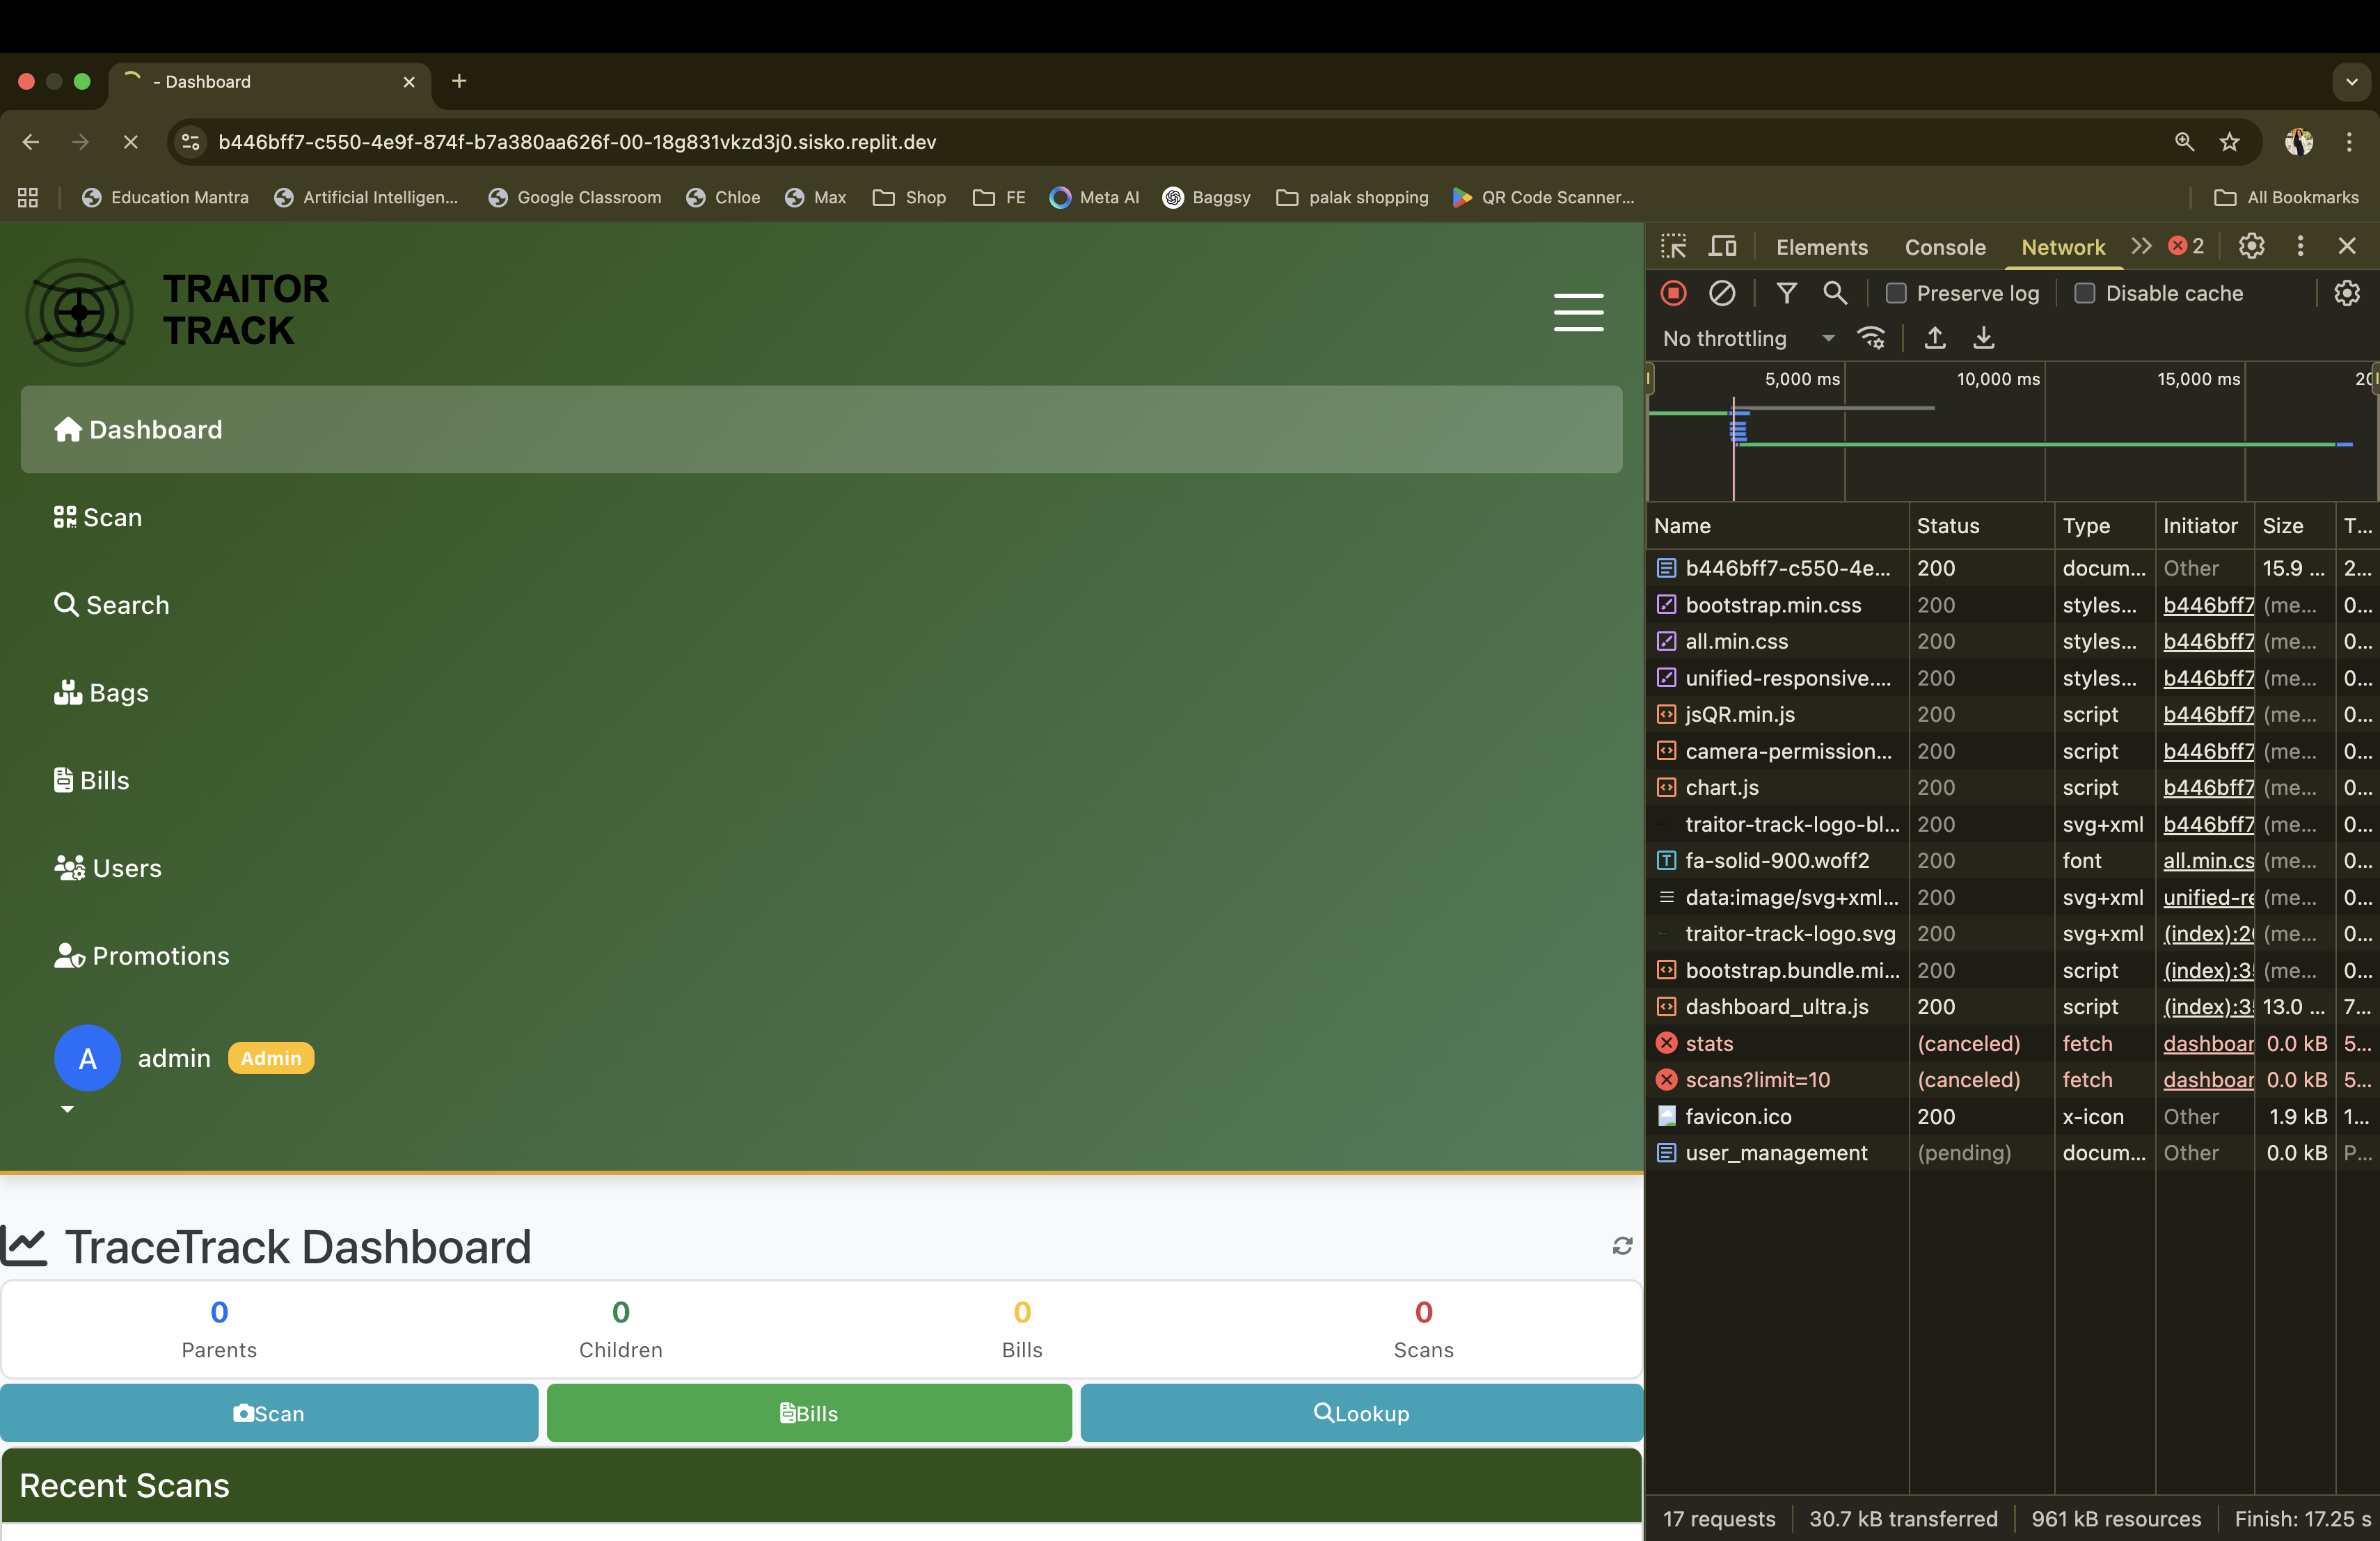 - Dashboard
b446bff7-c550-4e9f-874f-b7a380aa626f-00-18g831vkzd3j0.sisko.replit.dev
Education Mantra
Artificial Intelligen...
Google Classroom
Chloe
Max
Shop
FE
Meta AI
Baggsy
palak shopping
QR Code Scanner...
All Bookmarks
TRAITOR
TRACK
Dashboard
Scan
Search
Bags
Bills
Users
Promotions
A admin Admin
TraceTrack Dashboard
0 0 0 0
Parents Children Bills Scans
Scan Bills Lookup
Recent Scans
Elements Console Network 2
Preserve log Disable cache
No throttling
5,000 ms 10,000 ms 15,000 ms 20
Name Status Type Initiator Size T...
b446bff7-c550-4e... 200 docum... Other 15.9 ... 2...
bootstrap.min.css 200 styles... b446bff7 (me... 0...
all.min.css 200 styles... b446bff7 (me... 0...
unified-responsive.... 200 styles... b446bff7 (me... 0...
jsQR.min.js 200 script b446bff7 (me... 0...
camera-permission... 200 script b446bff7 (me... 0...
chart.js 200 script b446bff7 (me... 0...
traitor-track-logo-bl... 200 svg+xml b446bff7 (me... 0...
fa-solid-900.woff2 200 font all.min.cs (me... 0...
data:image/svg+xml... 200 svg+xml unified-re (me... 0...
traitor-track-logo.svg 200 svg+xml (index):2 (me... 0...
bootstrap.bundle.mi... 200 script (index):3 (me... 0...
dashboard_ultra.js 200 script (index):3 13.0 ... 7...
stats (canceled) fetch dashboar 0.0 kB 5...
scans?limit=10 (canceled) fetch dashboar 0.0 kB 5...
favicon.ico 200 x-icon Other 1.9 kB 1...
user_management (pending) docum... Other 0.0 kB P...
17 requests 30.7 kB transferred 961 kB resources Finish: 17.25 s